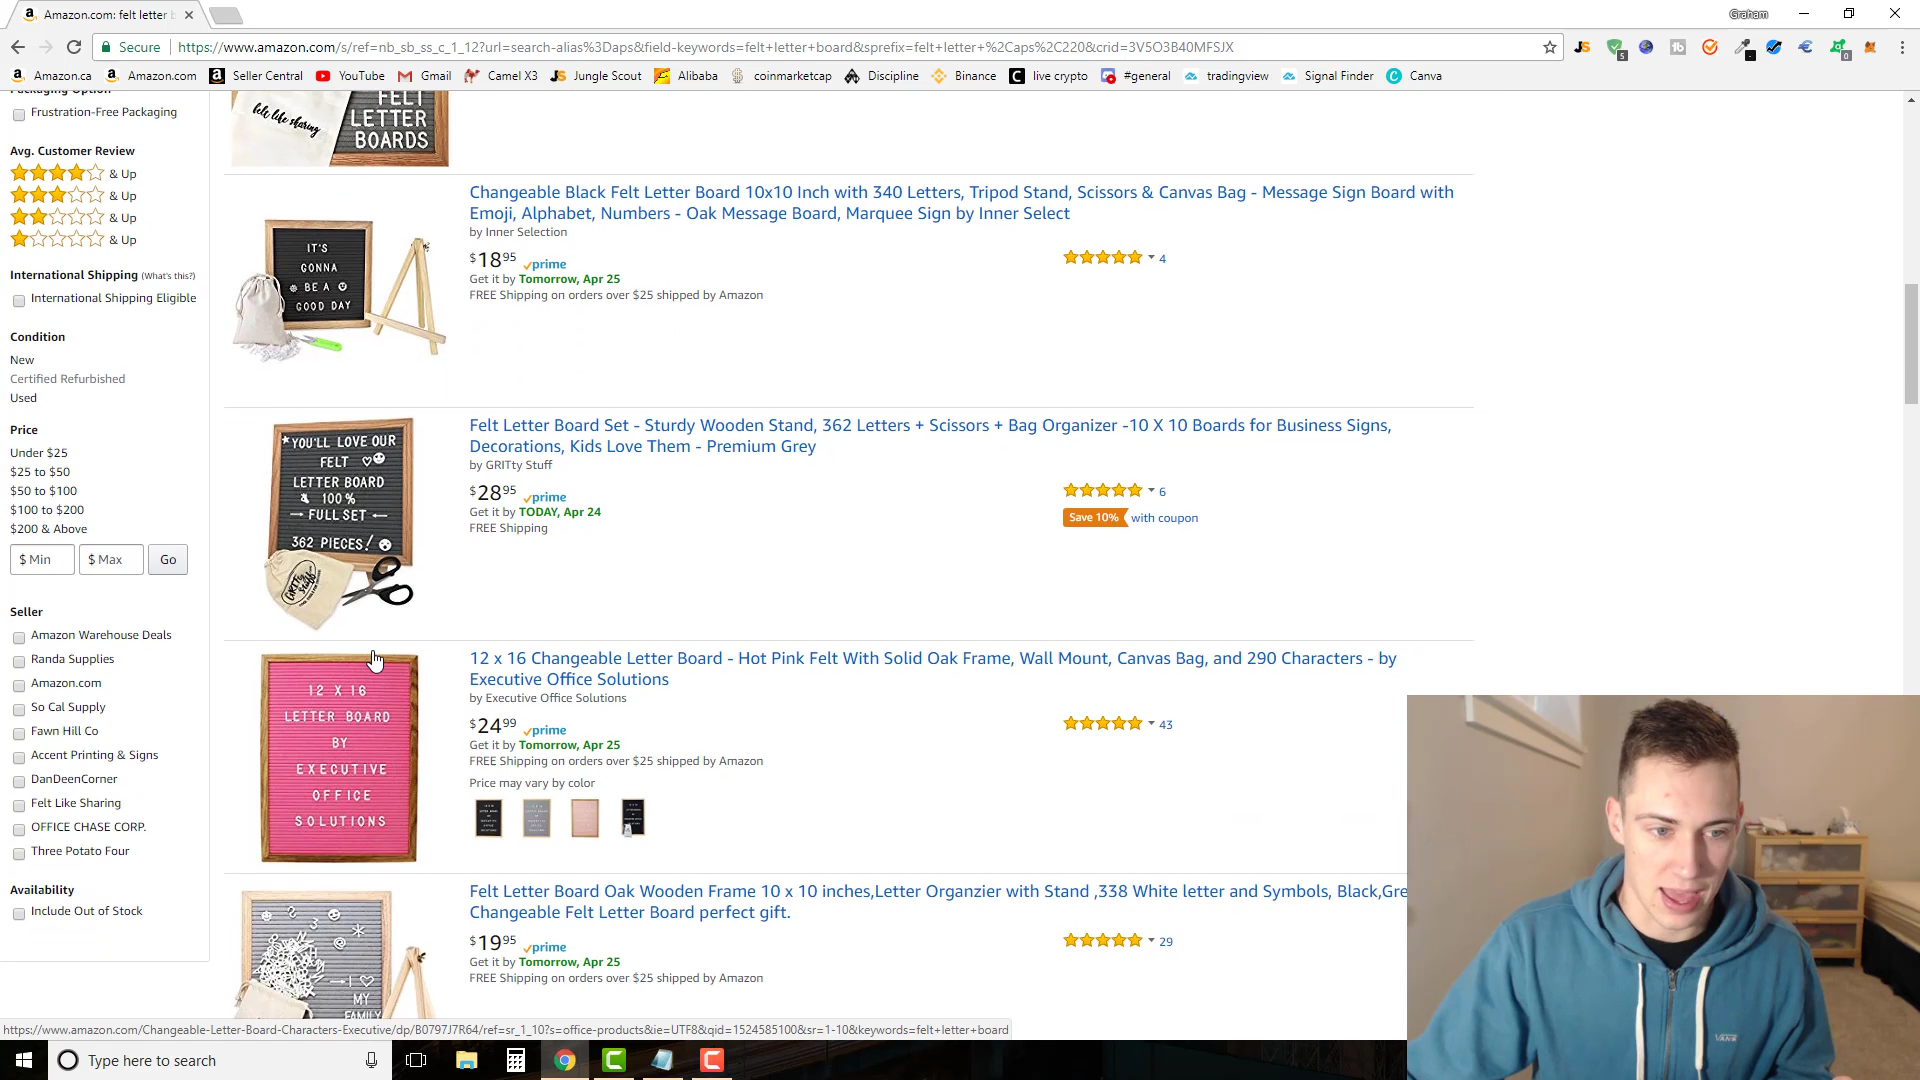 Amazon.com: felt letter b
Graham
Secure
https://www.amazon.com/s/ref=nb_sb_ss_c_1_12?url=search-alias%3Daps&field-keywords=felt+letter+board&sprefix=felt+letter+%2Caps%2C220&crid=3V5O3B40MFSJX
Amazon.ca
Amazon.com
Seller Central
YouTube
Gmail
Camel X3
Jungle Scout
Alibaba
coinmarketcap
Discipline
Binance
live crypto
#general
tradingview
Signal Finder
Canva
Packaging Option
Frustration-Free Packaging
Avg. Customer Review
& Up
& Up
& Up
& Up
International Shipping (What's this?)
International Shipping Eligible
Condition
New
Certified Refurbished
Used
Price
Under $25
$25 to $50
$50 to $100
$100 to $200
$200 & Above
$ Min
$ Max
Go
Seller
Amazon Warehouse Deals
Randa Supplies
Amazon.com
So Cal Supply
Fawn Hill Co
Accent Printing & Signs
DanDeenCorner
Felt Like Sharing
OFFICE CHASE CORP.
Three Potato Four
Availability
Include Out of Stock
felt like sharing
FELT
LETTER
BOARDS
Changeable Black Felt Letter Board 10x10 Inch with 340 Letters, Tripod Stand, Scissors & Canvas Bag - Message Sign Board with
Emoji, Alphabet, Numbers - Oak Message Board, Marquee Sign by Inner Select
by Inner Selection
$18 95 prime
Get it by Tomorrow, Apr 25
FREE Shipping on orders over $25 shipped by Amazon
4
IT'S
GONNA
BE A
GOOD DAY
Felt Letter Board Set - Sturdy Wooden Stand, 362 Letters + Scissors + Bag Organizer -10 X 10 Boards for Business Signs,
Decorations, Kids Love Them - Premium Grey
by GRITty Stuff
$28 95 prime
Get it by TODAY, Apr 24
FREE Shipping
6
Save 10% with coupon
YOU'LL LOVE OUR
FELT
LETTER BOARD
100%
FULL SET
362 PIECES!
GRITty
Stuff
12 x 16 Changeable Letter Board - Hot Pink Felt With Solid Oak Frame, Wall Mount, Canvas Bag, and 290 Characters - by
Executive Office Solutions
by Executive Office Solutions
$24 99 prime
Get it by Tomorrow, Apr 25
FREE Shipping on orders over $25 shipped by Amazon
Price may vary by color
43
12 X 16
LETTER BOARD
BY
EXECUTIVE
OFFICE
SOLUTIONS
Felt Letter Board Oak Wooden Frame 10 x 10 inches,Letter Organzier with Stand ,338 White letter and Symbols, Black,Gre
Changeable Felt Letter Board perfect gift.
$19 95 prime
Get it by Tomorrow, Apr 25
FREE Shipping on orders over $25 shipped by Amazon
29
I
MY
FAMILY
VANS
https://www.amazon.com/Changeable-Letter-Board-Characters-Executive/dp/B0797J7R64/ref=sr_1_10?s=office-products&ie=UTF8&qid=1524585100&sr=1-10&keywords=felt+letter+board
Type here to search